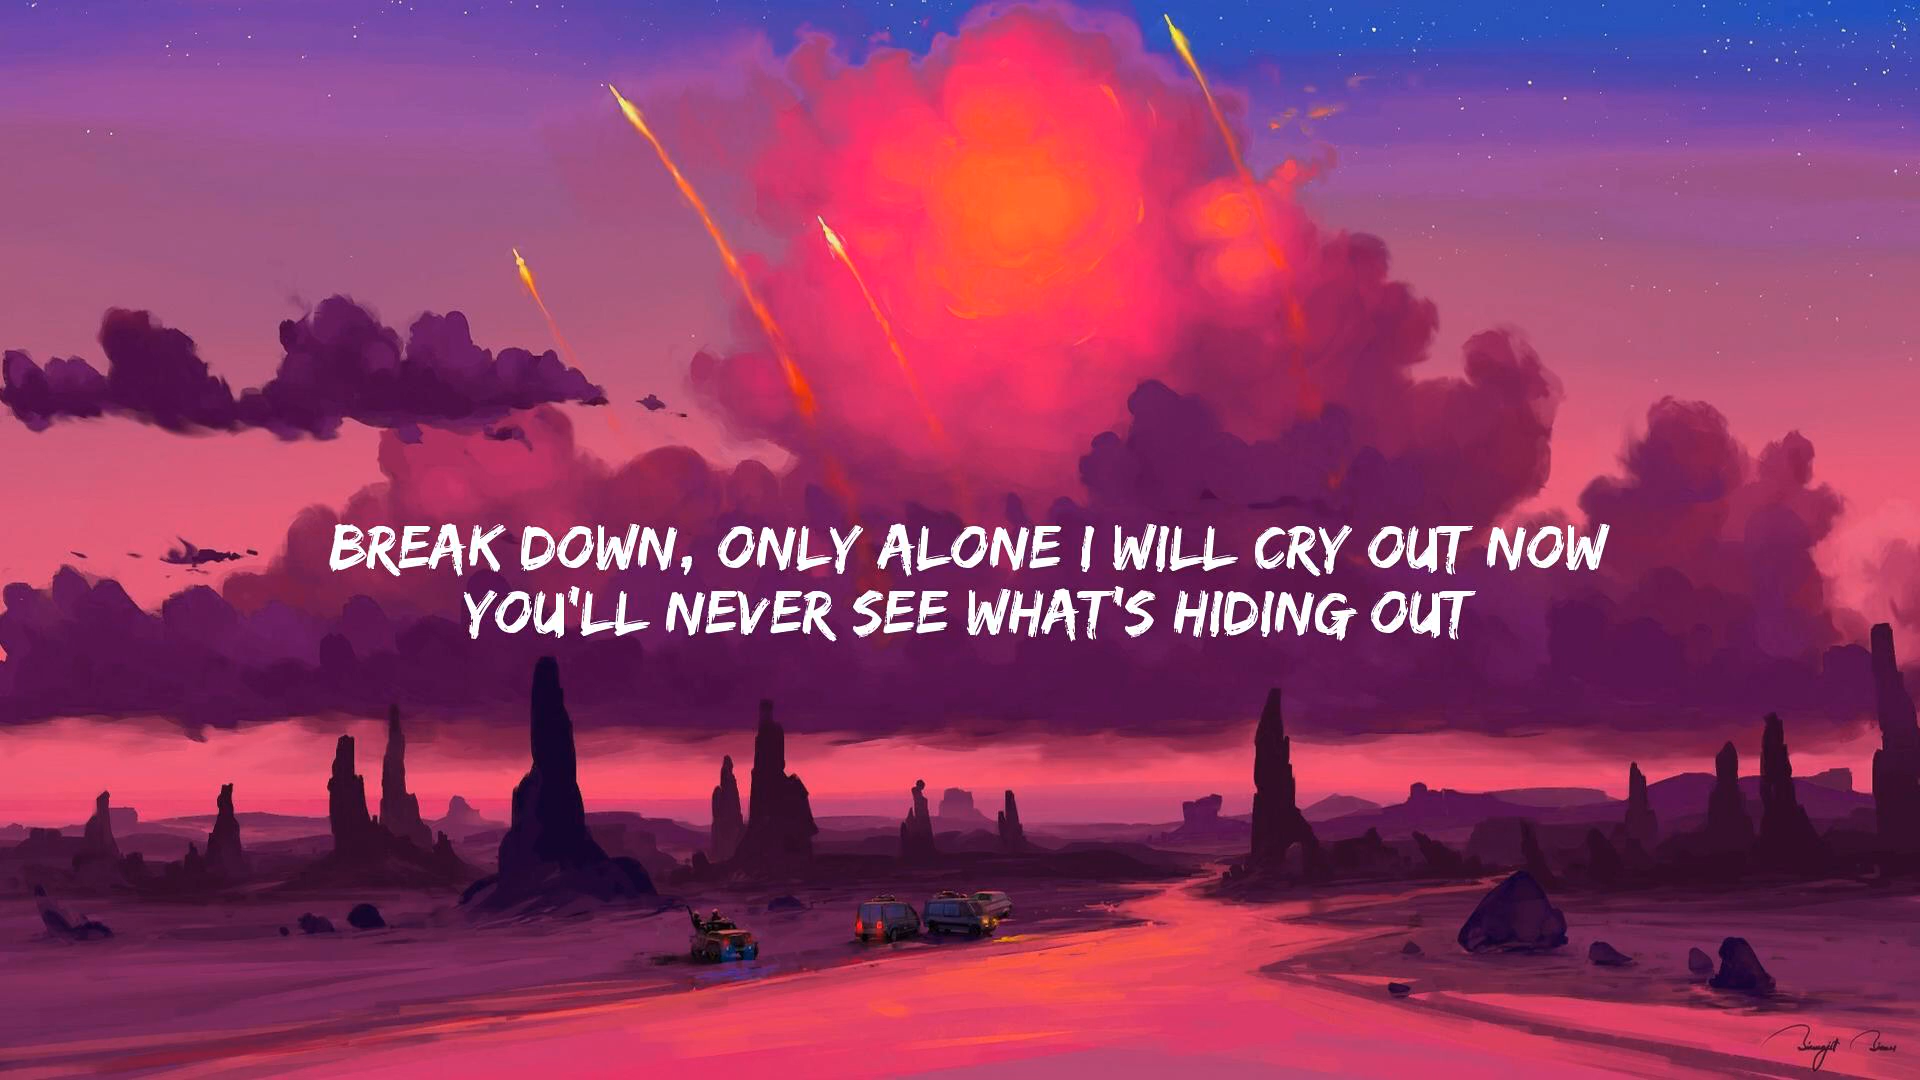 BREAK DOWN, ONLY ALONE I WILL CRY OUT NOW
YOU'LL NEVER SEE WHAT'S HIDING OUT